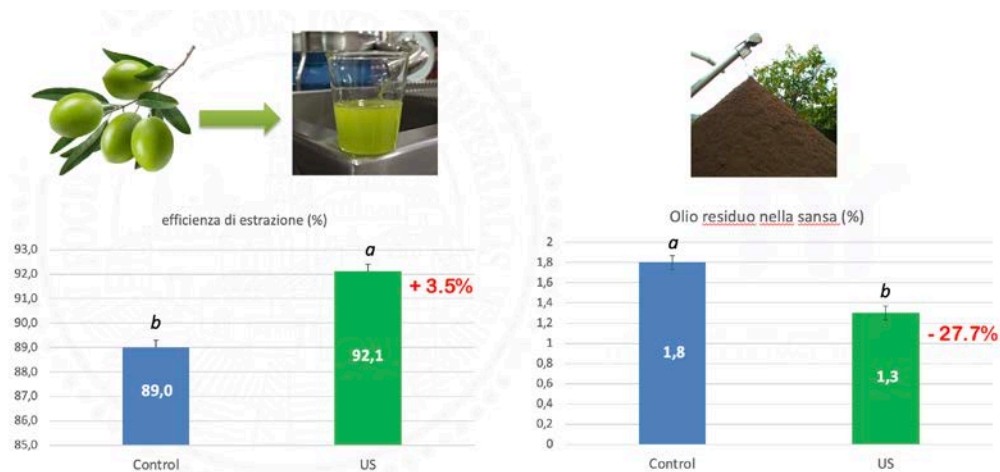 efficienza di estrazione (%)
93,0
92,0
91,0
90,0
89,0
88,0
87,0
86,0
85,0
b
a
+ 3.5%
89,0
92,1
Control
US
Olio residuo nella sansa (%)
2
1,8
1,6
1,4
1,2
1
0,8
0,6
0,4
0,2
0
a
b
- 27.7%
1,8
1,3
Control
US